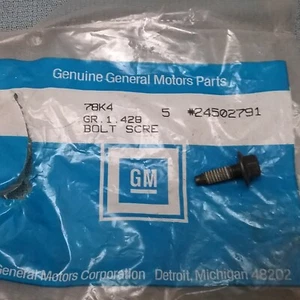 Genuine General Motors Parts
78K4 5 #24502791
GR.1.428
BOLT SCRE
GM
General Motors Corporation Detroit, Michigan 48202